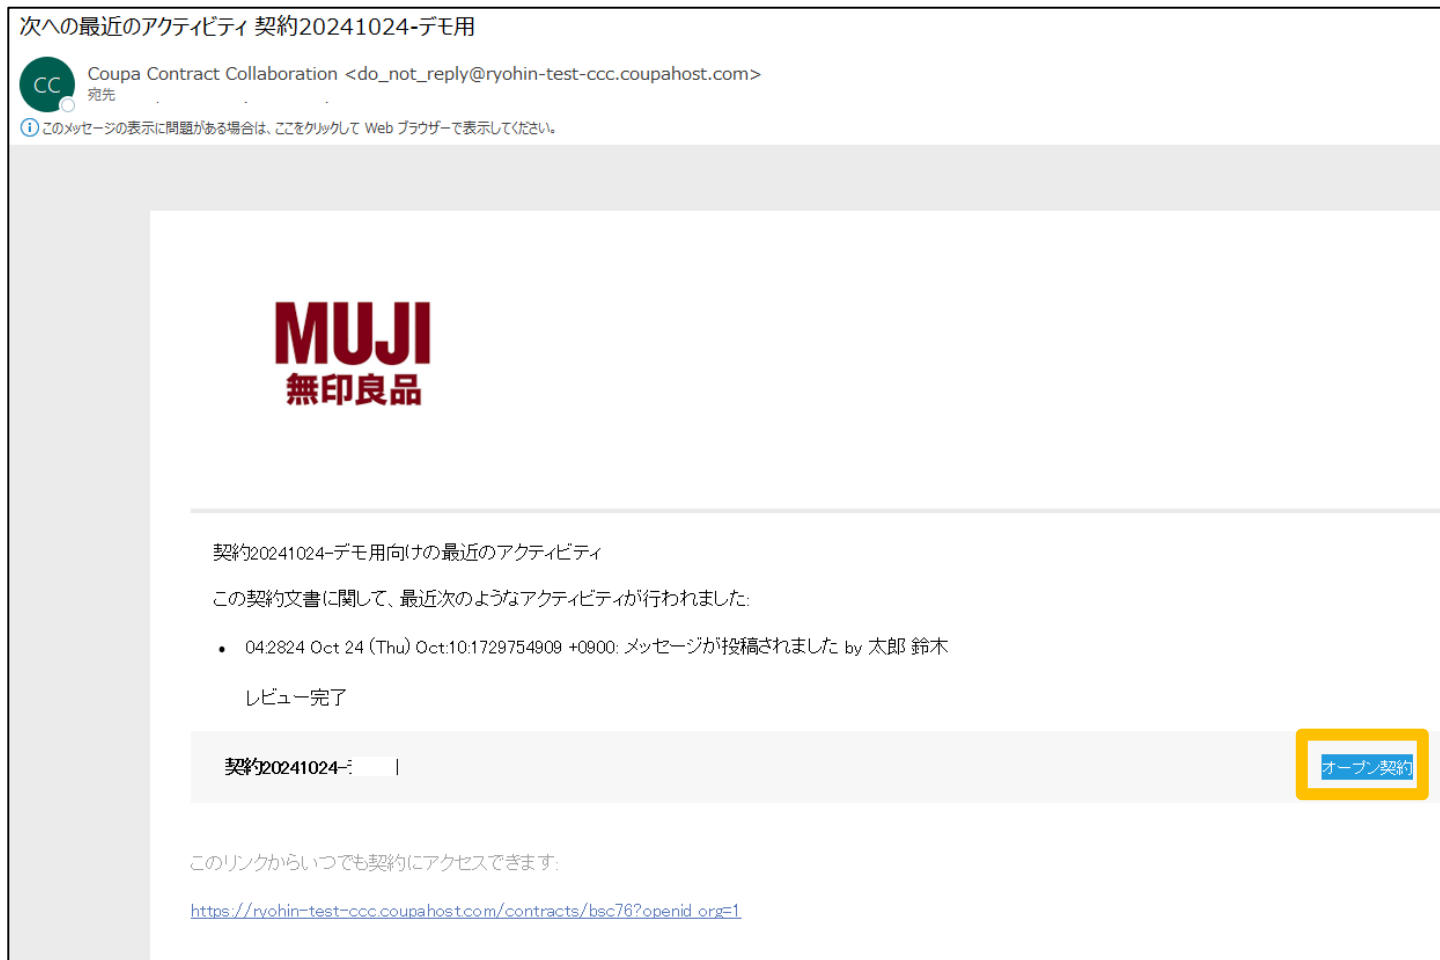 次への最近のアクティビティ 契約20241024-デモ用
CC
Coupa Contract Collaboration <do_not_reply@ryohin-test-ccc.coupahost.com>
宛先
このメッセージの表示に問題がある場合は、ここをクリックして Web ブラウザーで表示してください。
MUJI
無印良品
契約20241024-デモ用向けの最近のアクティビティ
この契約文書に関して、最近次のようなアクティビティが行われました:
• 04:2824 Oct 24 (Thu) Oct:10:1729754909 +0900: メッセージが投稿されました by 太郎 鈴木
レビュー完了
契約20241024-
オープン契約
このリンクからいつでも契約にアクセスできます:
https://ryohin-test-ccc.coupahost.com/contracts/bsc76?openid_org=1